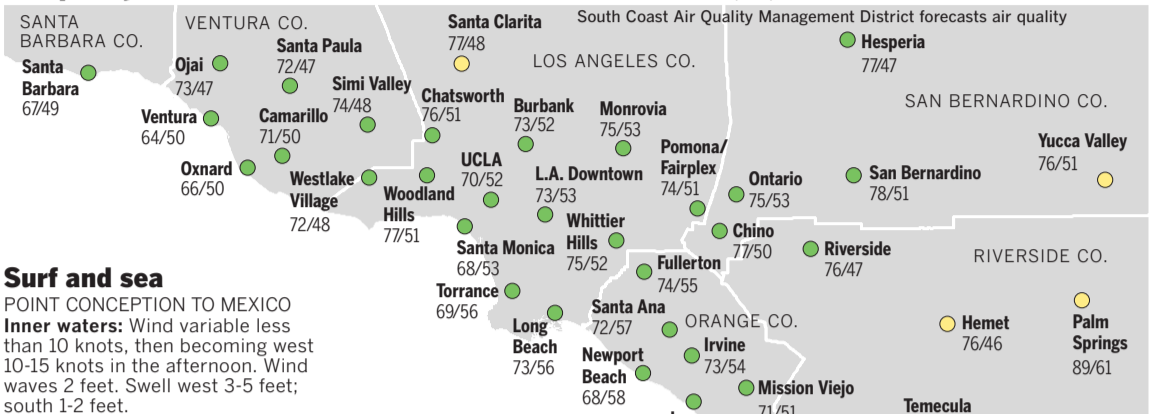 South Coast Air Quality Management District forecasts air quality
SANTA
BARBARA CO.
VENTURA CO.
LOS ANGELES CO.
SAN BERNARDINO CO.
RIVERSIDE CO.
ORANGE CO.
Santa
Barbara
67/49
Ojai
73/47
Santa Paula
72/47
Santa Clarita
77/48
Hesperia
77/47
Ventura
64/50
Camarillo
71/50
Simi Valley
74/48
Chatsworth
76/51
Burbank
73/52
Monrovia
75/53
Pomona/
Fairplex
74/51
Yucca Valley
76/51
Oxnard
66/50
Westlake
Village
72/48
Woodland
Hills
77/51
UCLA
70/52
L.A. Downtown
73/53
Ontario
75/53
San Bernardino
78/51
Santa Monica
68/53
Whittier
Hills
75/52
Chino
77/50
Riverside
76/47
Torrance
69/56
Fullerton
74/55
Long
Beach
73/56
Santa Ana
72/57
Irvine
73/54
Newport
Beach
68/58
Mission Viejo
71/51
Hemet
76/46
Palm
Springs
89/61
Temecula
Surf and sea
POINT CONCEPTION TO MEXICO
Inner waters: Wind variable less
than 10 knots, then becoming west
10-15 knots in the afternoon. Wind
waves 2 feet. Swell west 3-5 feet;
south 1-2 feet.